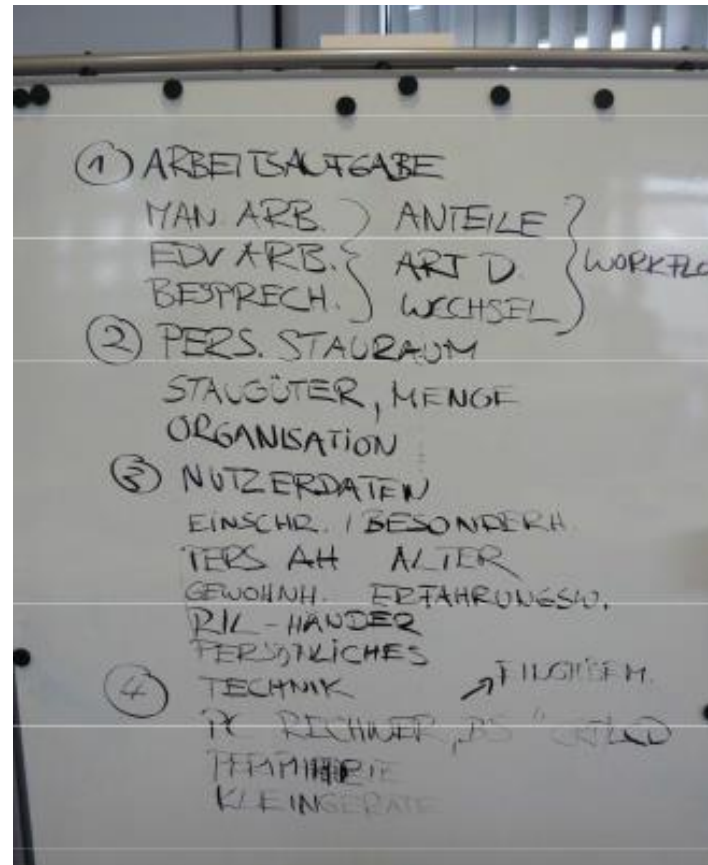 ① ARBEITSAUFGABE
MAN. ARB. } ANTEILE }
EDV ARB. } ART D. } WORKFLO
BESPRECH. } WECHSEL }
② PERS. STAURAUM
STAUGÜTER, MENGE
ORGANISATION
③ NUTZERDATEN
EINSCHR. / BESONDERH.
ALTER
GEWOHNH. ERFAHRUNGSW.
R/L-HÄNDER
PERSÖNLICHES
④ TECHNIK
PC RECHNER, BS
KLEINGERÄTE